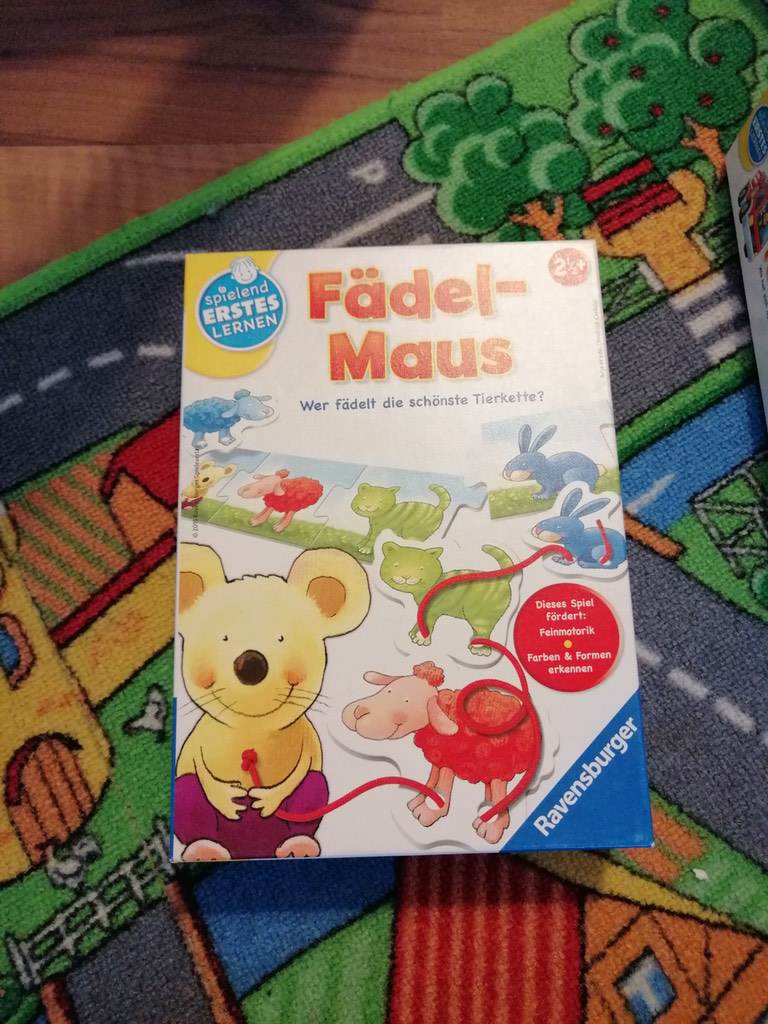 spielend
ERSTES
LERNEN
Fädel-
Maus
2½+
Wer fädelt die schönste Tierkette?
Dieses Spiel
fördert:
Feinmotorik
Farben & Formen
erkennen
Ravensburger
P